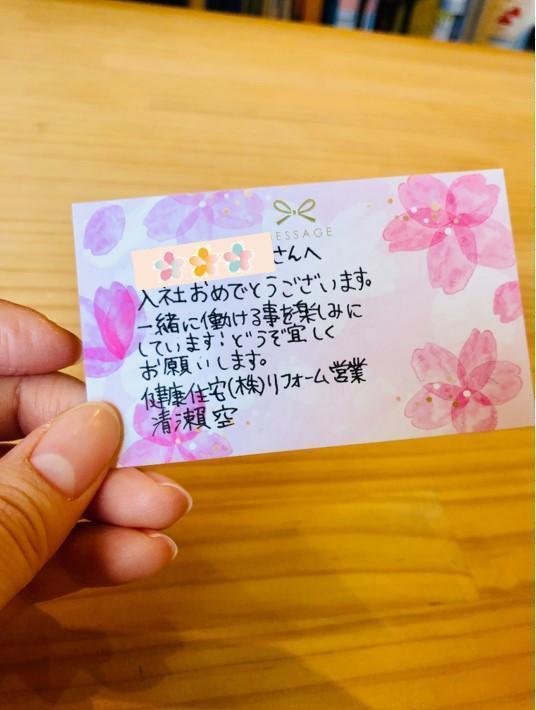 MESSAGE
さんへ
入社おめでとうございます。
一緒に働ける事を楽しみに
しています！どうぞ宜しく
お願いします。
健康住宅(株)リフォーム営業
清瀬 空